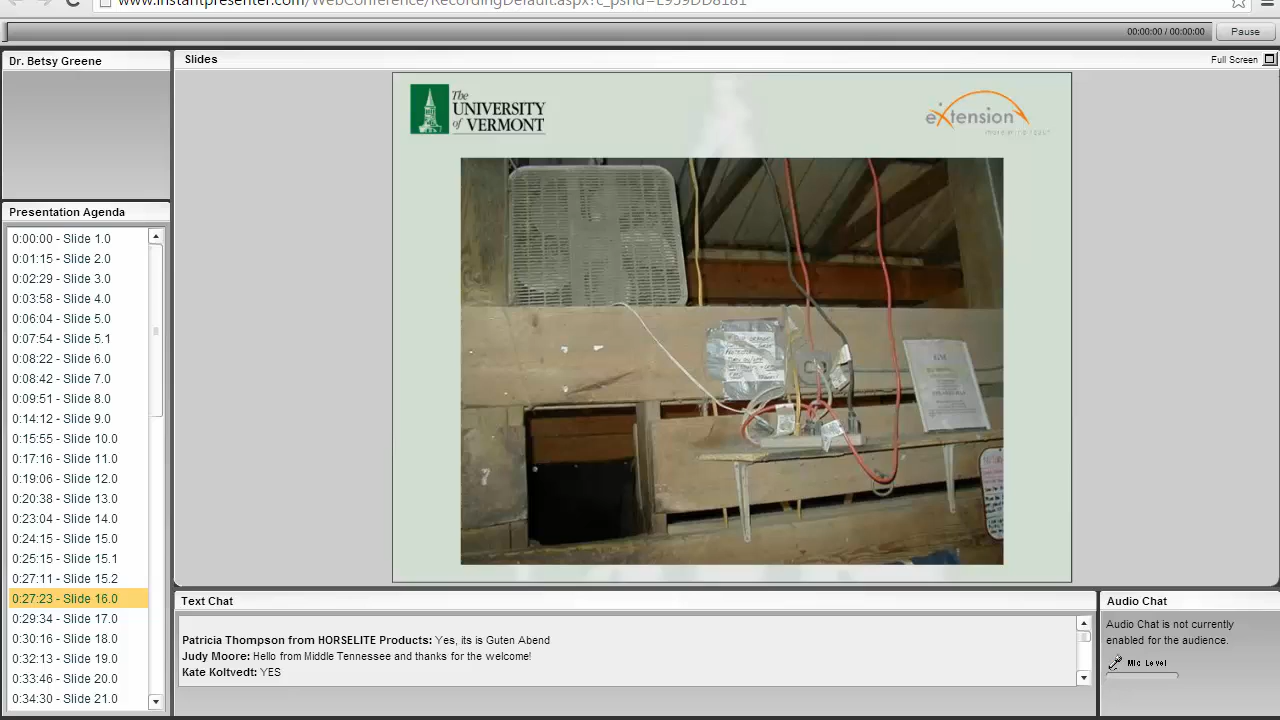 www.instantpresenter.com/WebConference/RecordingDefault.aspx?c_psrid=E959DD8181
00:00:00 / 00:00:00
Pause
Dr. Betsy Greene
Slides
Full Screen
The
UNIVERSITY
of VERMONT
eXtension
Presentation Agenda
0:00:00 - Slide 1.0
0:01:15 - Slide 2.0
0:02:29 - Slide 3.0
0:03:58 - Slide 4.0
0:06:04 - Slide 5.0
0:07:54 - Slide 5.1
0:08:22 - Slide 6.0
0:08:42 - Slide 7.0
0:09:51 - Slide 8.0
0:14:12 - Slide 9.0
0:15:55 - Slide 10.0
0:17:16 - Slide 11.0
0:19:06 - Slide 12.0
0:20:38 - Slide 13.0
0:23:04 - Slide 14.0
0:24:15 - Slide 15.0
0:25:15 - Slide 15.1
0:27:11 - Slide 15.2
0:27:23 - Slide 16.0
0:29:34 - Slide 17.0
0:30:16 - Slide 18.0
0:32:13 - Slide 19.0
0:33:46 - Slide 20.0
0:34:30 - Slide 21.0
Text Chat
Patricia Thompson from HORSELITE Products: Yes, its is Guten Abend
Judy Moore: Hello from Middle Tennessee and thanks for the welcome!
Kate Koltvedt: YES
Audio Chat
Audio Chat is not currently
enabled for the audience.
Mic Level